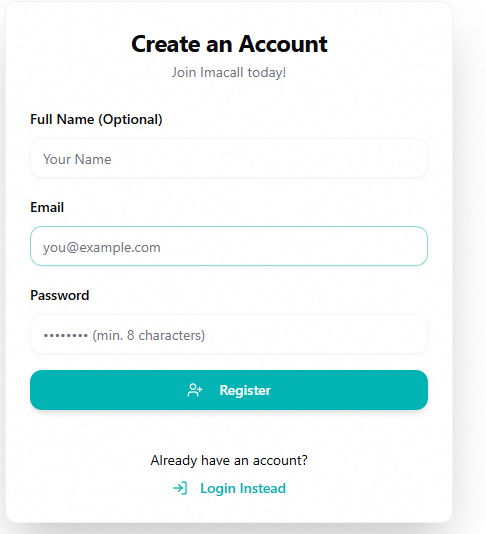 Create an Account
Join Imacall today!
Full Name (Optional)
Your Name
Email
you@example.com
Password
•••••••• (min. 8 characters)
Register
Already have an account?
Login Instead